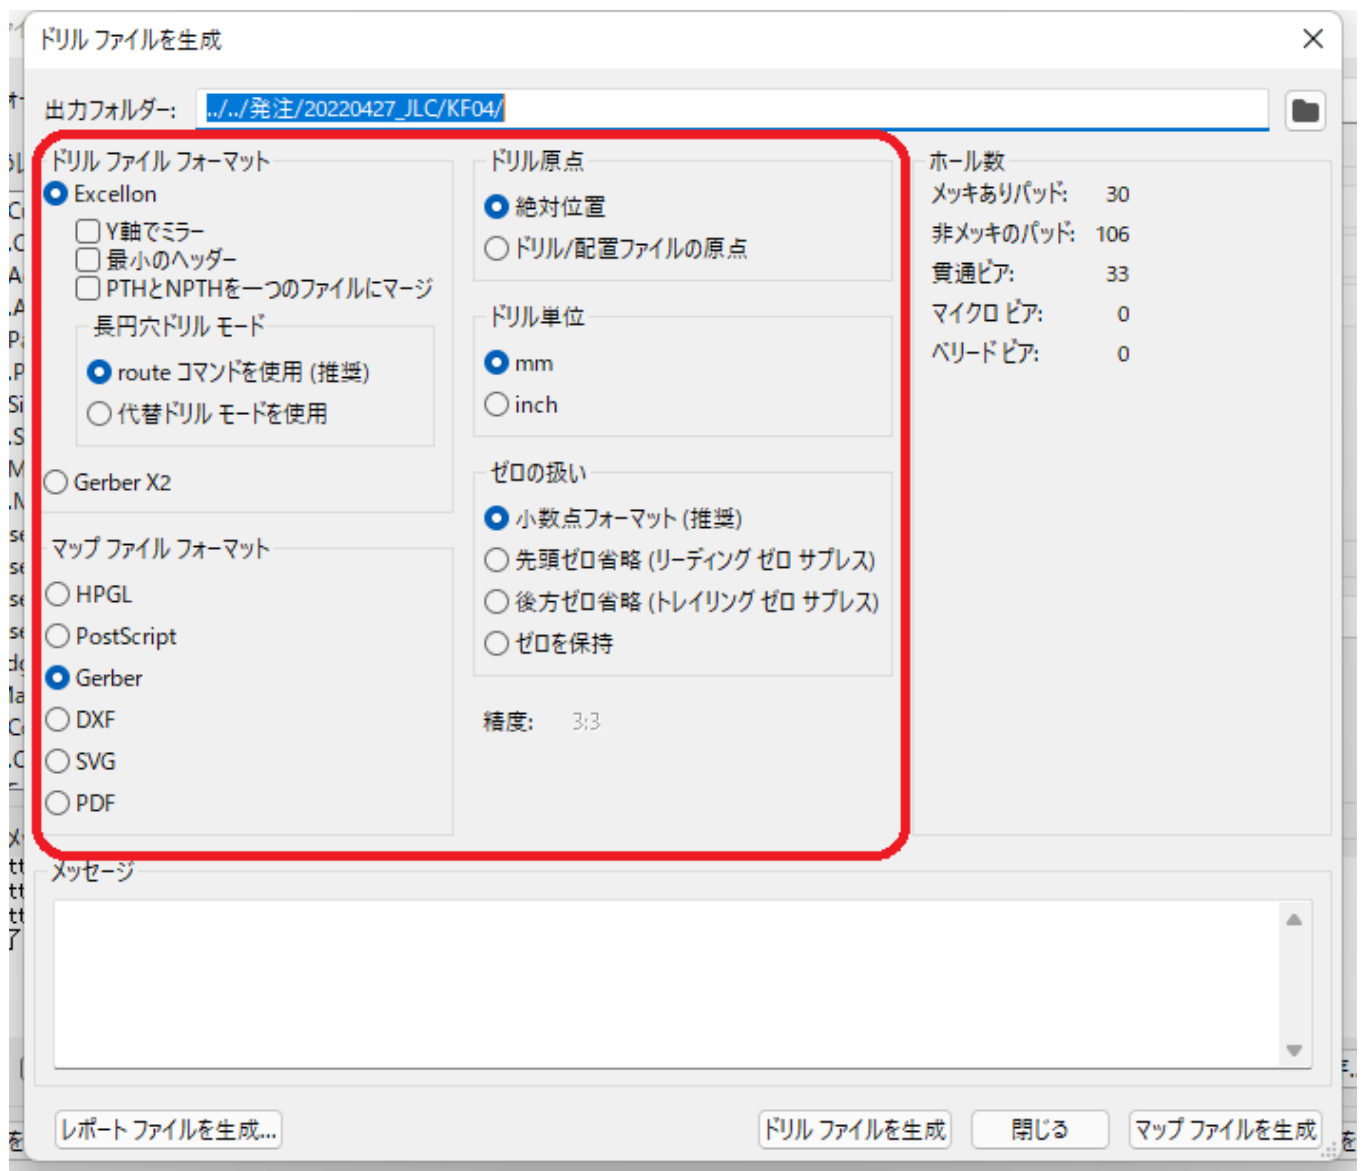 ドリル ファイルを生成
出力フォルダー: ../../発注/20220427_JLC/KF04/
ドリル ファイル フォーマット
Excellon
Y軸でミラー
最小のヘッダー
PTHとNPTHを一つのファイルにマージ
長円穴ドリル モード
route コマンドを使用 (推奨)
代替ドリル モードを使用
Gerber X2
マップ ファイル フォーマット
HPGL
PostScript
Gerber
DXF
SVG
PDF
ドリル原点
絶対位置
ドリル/配置ファイルの原点
ドリル単位
mm
inch
ゼロの扱い
小数点フォーマット (推奨)
先頭ゼロ省略 (リーディング ゼロ サプレス)
後方ゼロ省略 (トレイリング ゼロ サプレス)
ゼロを保持
精度: 3:3
ホール数
メッキありパッド: 30
非メッキのパッド: 106
貫通ビア: 33
マイクロ ビア: 0
ベリード ビア: 0
メッセージ
レポート ファイルを生成...
ドリル ファイルを生成
閉じる
マップ ファイルを生成